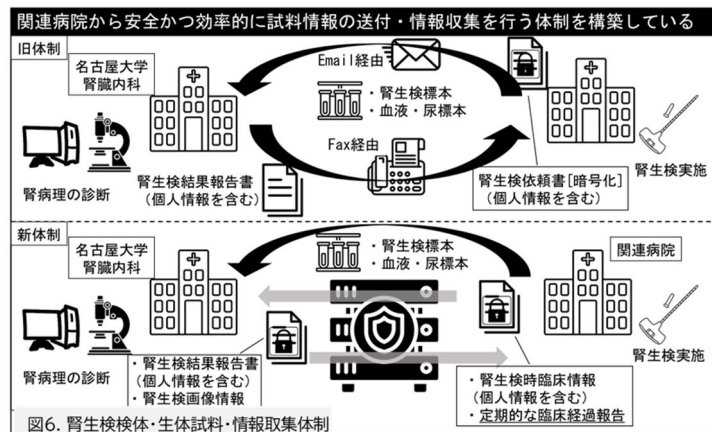 関連病院から安全かつ効率的に試料情報の送付・情報収集を行う体制を構築している
旧体制
名古屋大学
腎臓内科
Email経由
・腎生検標本
・血液・尿標本
Fax経由
腎病理の診断
腎生検結果報告書
（個人情報を含む）
腎生検依頼書[暗号化]
（個人情報を含む）
腎生検実施
新体制
名古屋大学
腎臓内科
・腎生検標本
・血液・尿標本
関連病院
腎病理の診断
・腎生検結果報告書
（個人情報を含む）
・腎生検画像情報
・腎生検時臨床情報
（個人情報を含む）
・定期的な臨床経過報告
腎生検実施
図6. 腎生検検体・生体試料・情報取集体制